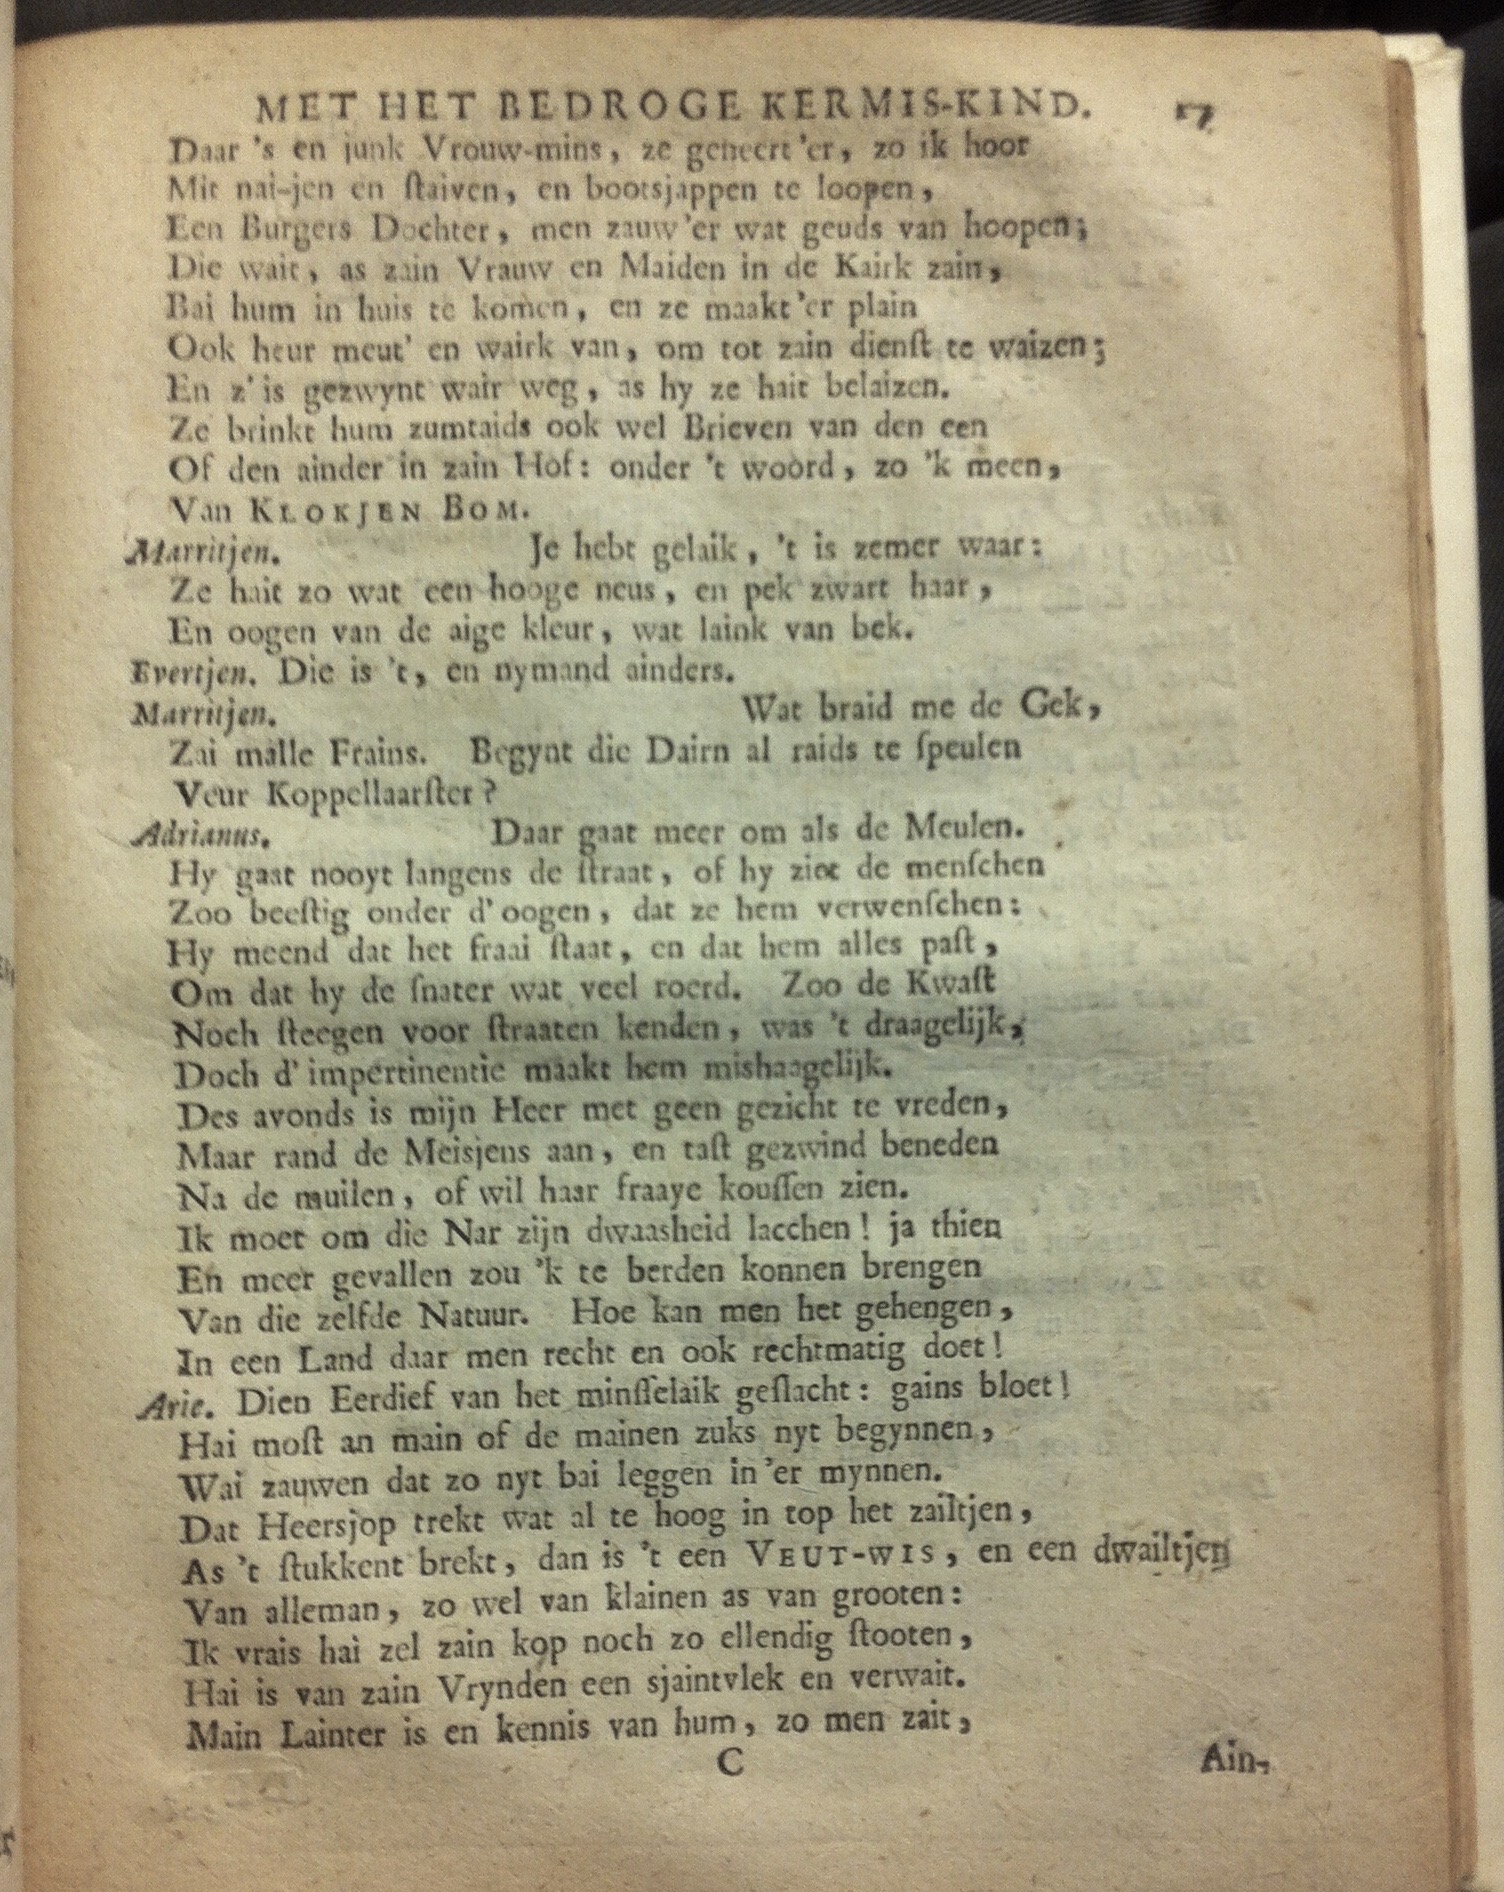 MET HET BEDROGE KERMIS-KIND. 17
Daar 's en junk Vrouw-mins, ze geneert 'er, zo ik hoor
Mit nai-jen en ſtaiven, en bootsjappen te loopen,
Een Burgers Dochter, men zauw 'er wat geuds van hoopen;
Die wait, as zain Vrauw en Maiden in de Kairk zain,
Bai hum in huis te komen, en ze maakt 'er plain
Ook heur meut' en wairk van, om tot zain dienſt te waizen;
En z' is gezwynt wair weg, as hy ze hait belaizen.
Ze brinkt hum zumtaids ook wel Brieven van den een
Of den ainder in zain Hof: onder 't woord, zo 'k meen,
Van KLOKJEN BOM.
Marritjen. Je hebt gelaik, 't is zemer waar:
Ze hait zo wat een hooge neus, en pek zwart haar,
En oogen van de aige kleur, wat laink van bek.
Evertjen. Die is 't, en nymand ainders.
Marritjen. Wat braid me de Gek,
Zai malle Frains. Begynt die Dairn al raids te ſpeulen
Veur Koppellaarſter?
Adrianus. Daar gaat meer om als de Meulen.
Hy gaat nooyt langens de ſtraat, of hy ziet de menſchen
Zoo beeſtig onder d' oogen, dat ze hem verwenſchen:
Hy meend dat het fraai ſtaat, en dat hem alles paſt,
Om dat hy de ſnater wat veel roerd. Zoo de Kwaſt
Noch ſteegen voor ſtraaten kenden, was 't draagelijk,
Doch d' impertinentie maakt hem mishaagelijk.
Des avonds is mijn Heer met geen gezicht te vreden,
Maar rand de Meisjens aan, en taſt gezwind beneden
Na de muilen, of wil haar fraaye kouſſen zien.
Ik moet om die Nar zijn dwaasheid lacchen! ja thien
En meer gevallen zou 'k te berden konnen brengen
Van die zelfde Natuur. Hoe kan men het gehengen,
In een Land daar men recht en ook rechtmatig doet!
Arie. Dien Eerdief van het minſſelaik geſlacht: gains bloet!
Hai moſt an main of de mainen zuks nyt begynnen,
Wai zauwen dat zo nyt bai leggen in 'er mynnen.
Dat Heersjop trekt wat al te hoog in top het zailtjen,
As 't ſtukkent brekt, dan is 't een VEUT-WIS, en een dwailtjen
Van alleman, zo wel van klainen as van grooten:
Ik vrais hai zel zain kop noch zo ellendig ſtooten,
Hai is van zain Vrynden een sjaintvlek en verwait.
Main Lainter is en kennis van hum, zo men zait,
C Ain-